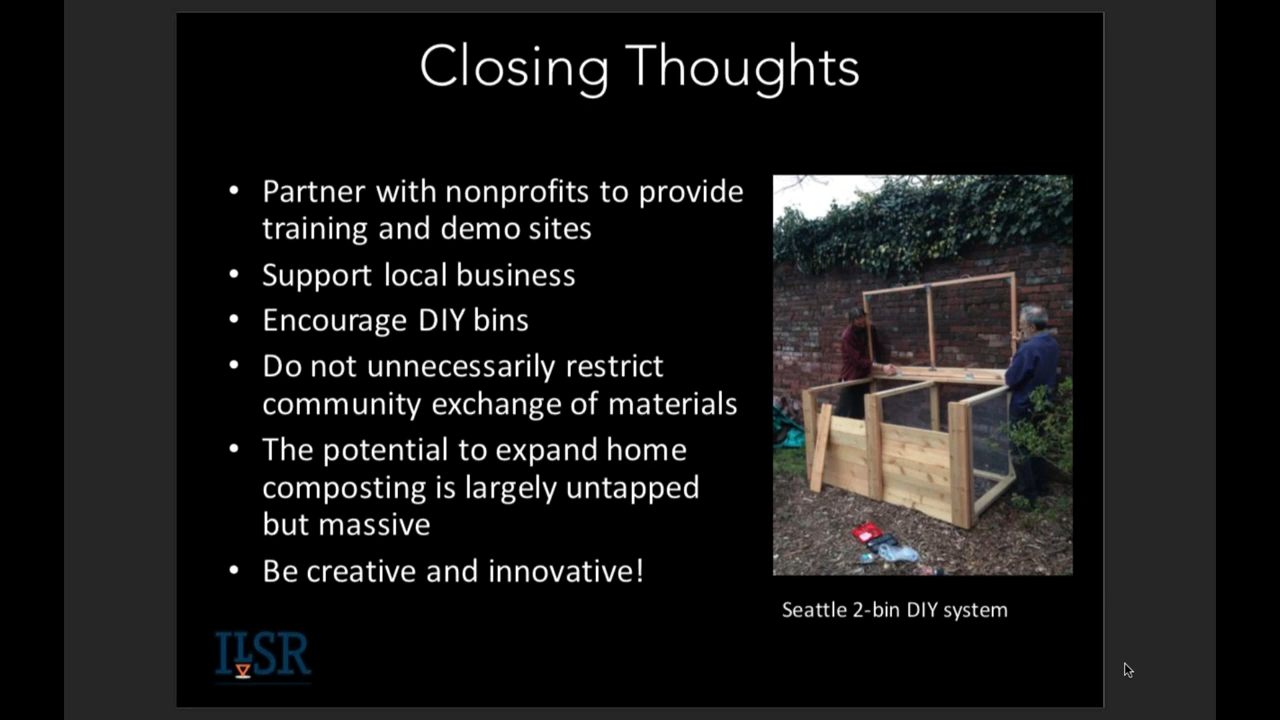 Closing Thoughts
• Partner with nonprofits to provide
training and demo sites
• Support local business
• Encourage DIY bins
• Do not unnecessarily restrict
community exchange of materials
• The potential to expand home
composting is largely untapped
but massive
• Be creative and innovative!
Seattle 2-bin DIY system
ILSR